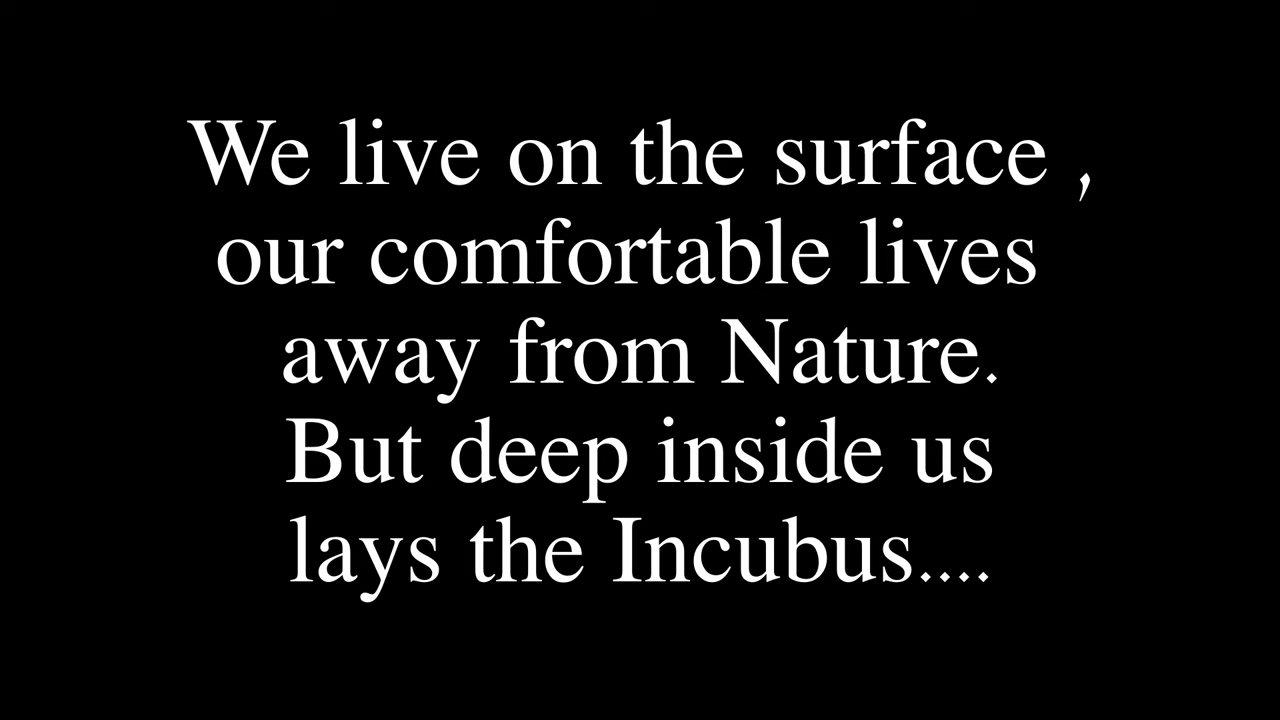 We live on the surface ,
our comfortable lives
away from Nature.
But deep inside us
lays the Incubus....